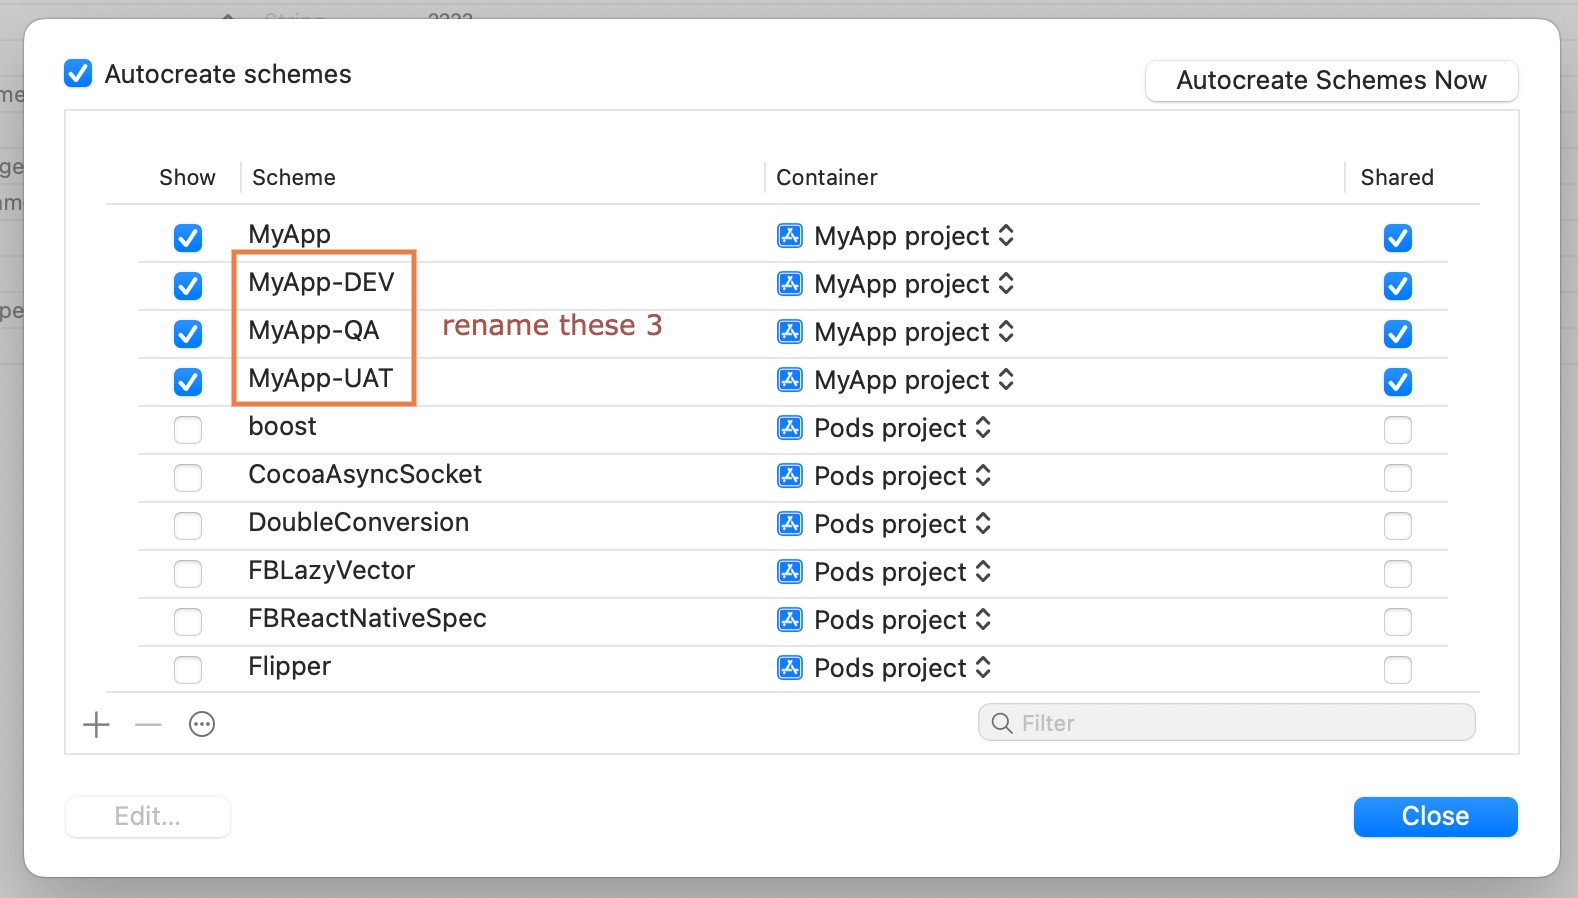 Autocreate schemes
Autocreate Schemes Now
Show Scheme Container Shared
MyApp MyApp project
MyApp-DEV MyApp project
MyApp-QA MyApp project
rename these 3
MyApp-UAT MyApp project
boost Pods project
CocoaAsyncSocket Pods project
DoubleConversion Pods project
FBLazyVector Pods project
FBReactNativeSpec Pods project
Flipper Pods project
Filter
Edit...
Close